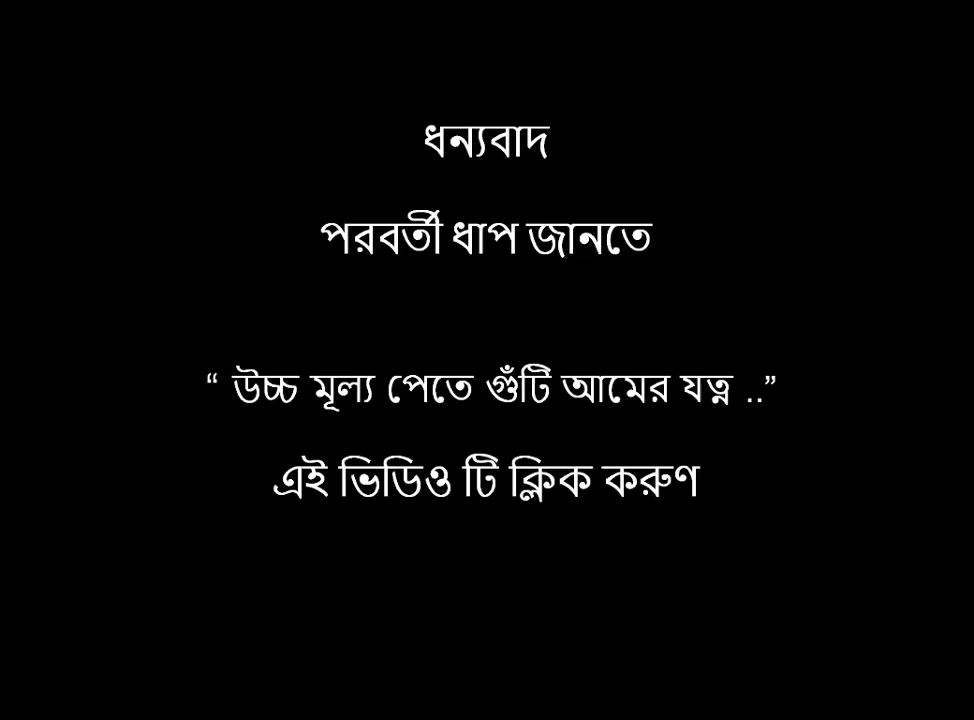 ধন্যবাদ
পরবর্তী ধাপ জানতে
“ উচ্চ মূল্য পেতে গুঁটি আমের যত্ন ..”
এই ভিডিও টি ক্লিক করুণ